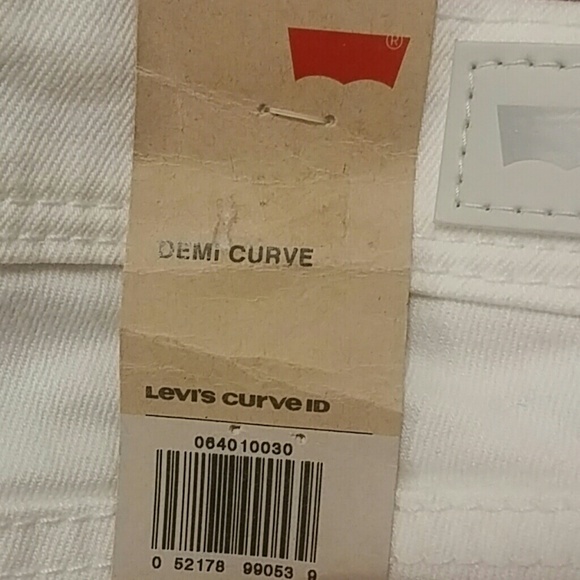 ®
DEMI CURVE
Levi's curve ID
064010030
0 52178 99053 9